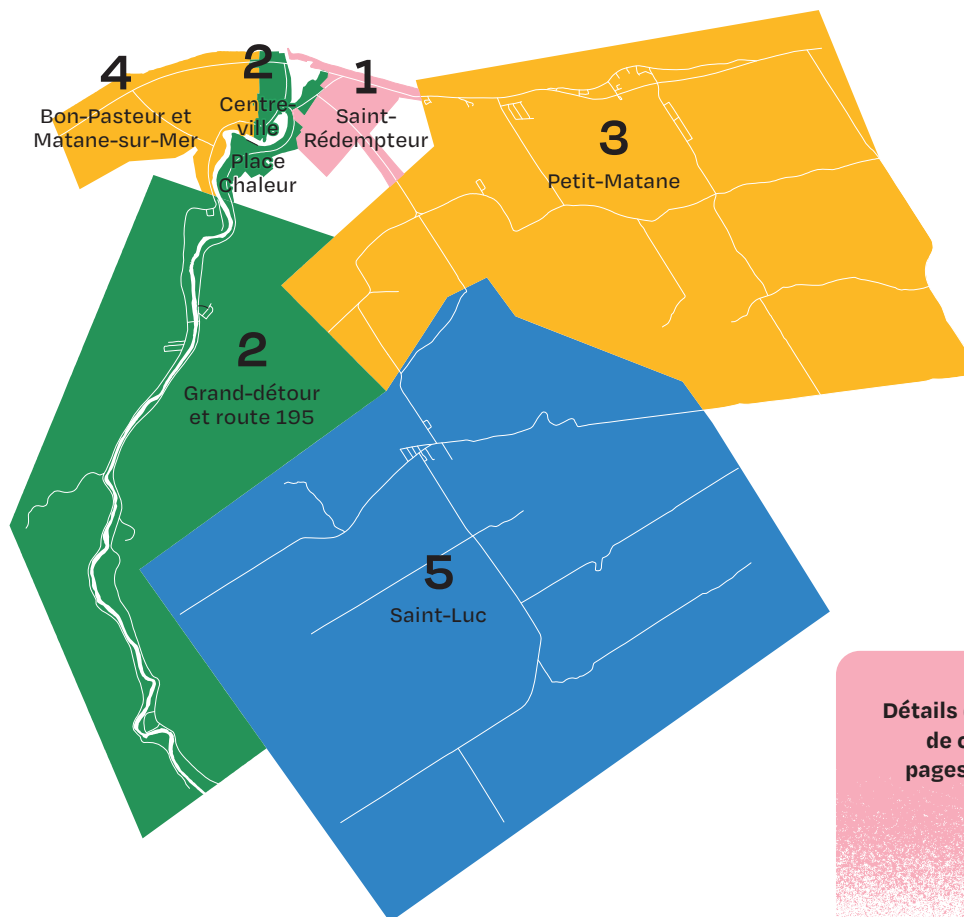 4
Bon-Pasteur et
Matane-sur-Mer
2
Centre-
ville
Place
Chaleur
1
Saint-
Rédempteur
3
Petit-Matane
2
Grand-détour
et route 195
5
Saint-Luc
Détails
de
pages